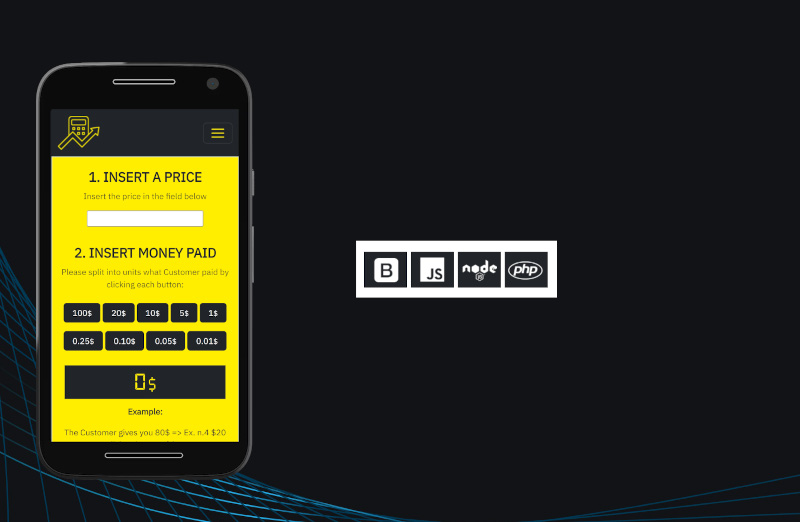 1. INSERT A PRICE
Insert the price in the field below
2. INSERT MONEY PAID
Please split into units what Customer paid by
clicking each button:
100$ 20$ 10$ 5$ 1$
0.25$ 0.10$ 0.05$ 0.01$
0$
Example:
The Customer gives you 80$ => Ex. n.4 $20
B JS node JS php